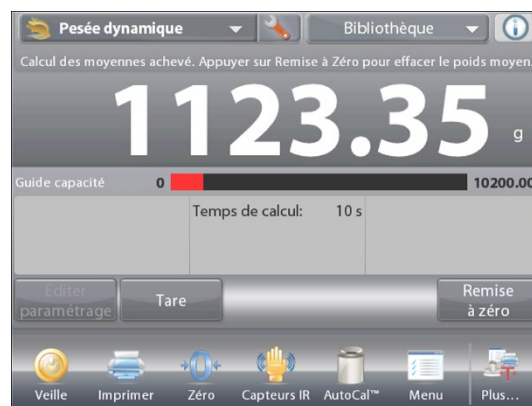 Pesée dynamique Bibliothèque
Calcul des moyennes achevé. Appuyer sur Remise à Zéro pour effacer le poids moyen.
1123.35 g
Guide capacité 0 10200.00
Temps de calcul: 10 s
Editer paramétrage
Tare
Remise à zéro
Veille Imprimer Zéro Capteurs IR AutoCal™ Menu Plus...